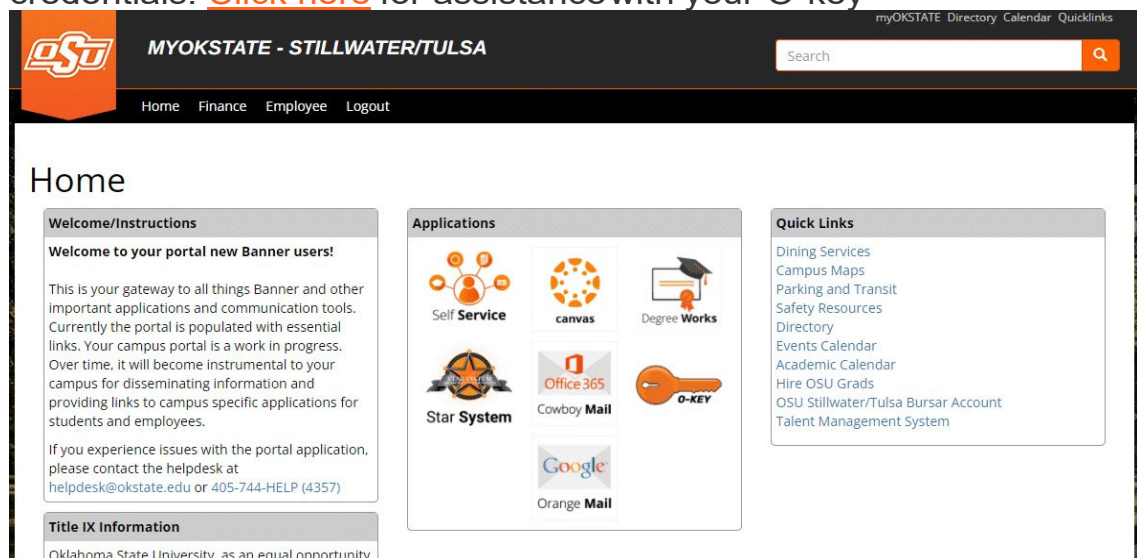 credentials. Click here for assistance with your O-key
myOKSTATE Directory Calendar Quicklinks
OSU
MYOKSTATE - STILLWATER/TULSA
Search
Home Finance Employee Logout
Home
Welcome/Instructions
Welcome to your portal new Banner users!
This is your gateway to all things Banner and other
important applications and communication tools.
Currently the portal is populated with essential
links. Your campus portal is a work in progress.
Over time, it will become instrumental to your
campus for disseminating information and
providing links to campus specific applications for
students and employees.
If you experience issues with the portal application,
please contact the helpdesk at
helpdesk@okstate.edu or 405-744-HELP (4357)
Title IX Information
Oklahoma State University, as an equal opportunity
Applications
Self Service
canvas
Degree Works
STAR SYSTEM
Star System
Office 365
Cowboy Mail
O-KEY
Google
Orange Mail
Quick Links
Dining Services
Campus Maps
Parking and Transit
Safety Resources
Directory
Events Calendar
Academic Calendar
Hire OSU Grads
OSU Stillwater/Tulsa Bursar Account
Talent Management System